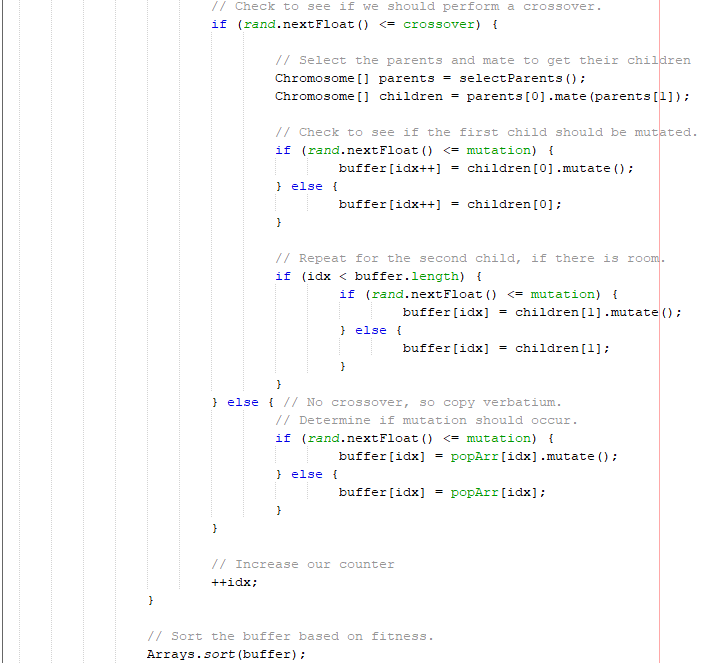 // Check to see if we should perform a crossover.
if (rand.nextFloat() <= crossover) {
// Select the parents and mate to get their children
Chromosome[] parents = selectParents();
Chromosome[] children = parents[0].mate(parents[1]);
// Check to see if the first child should be mutated.
if (rand.nextFloat() <= mutation) {
buffer[idx++] = children[0].mutate();
} else {
buffer[idx++] = children[0];
}
// Repeat for the second child, if there is room.
if (idx < buffer.length) {
if (rand.nextFloat() <= mutation) {
buffer[idx] = children[1].mutate();
} else {
buffer[idx] = children[1];
}
}
} else { // No crossover, so copy verbatium.
// Determine if mutation should occur.
if (rand.nextFloat() <= mutation) {
buffer[idx] = popArr[idx].mutate();
} else {
buffer[idx] = popArr[idx];
}
}
// Increase our counter
++idx;
}
// Sort the buffer based on fitness.
Arrays.sort(buffer);